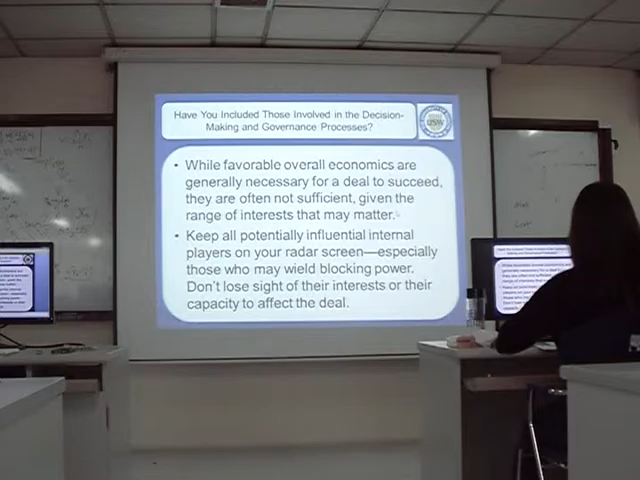 Have You Included Those Involved in the Decision-
Making and Governance Processes?
USW
• While favorable overall economics are
generally necessary for a deal to succeed,
they are often not sufficient, given the
range of interests that may matter.
• Keep all potentially influential internal
players on your radar screen—especially
those who may wield blocking power.
Don't lose sight of their interests or their
capacity to affect the deal.